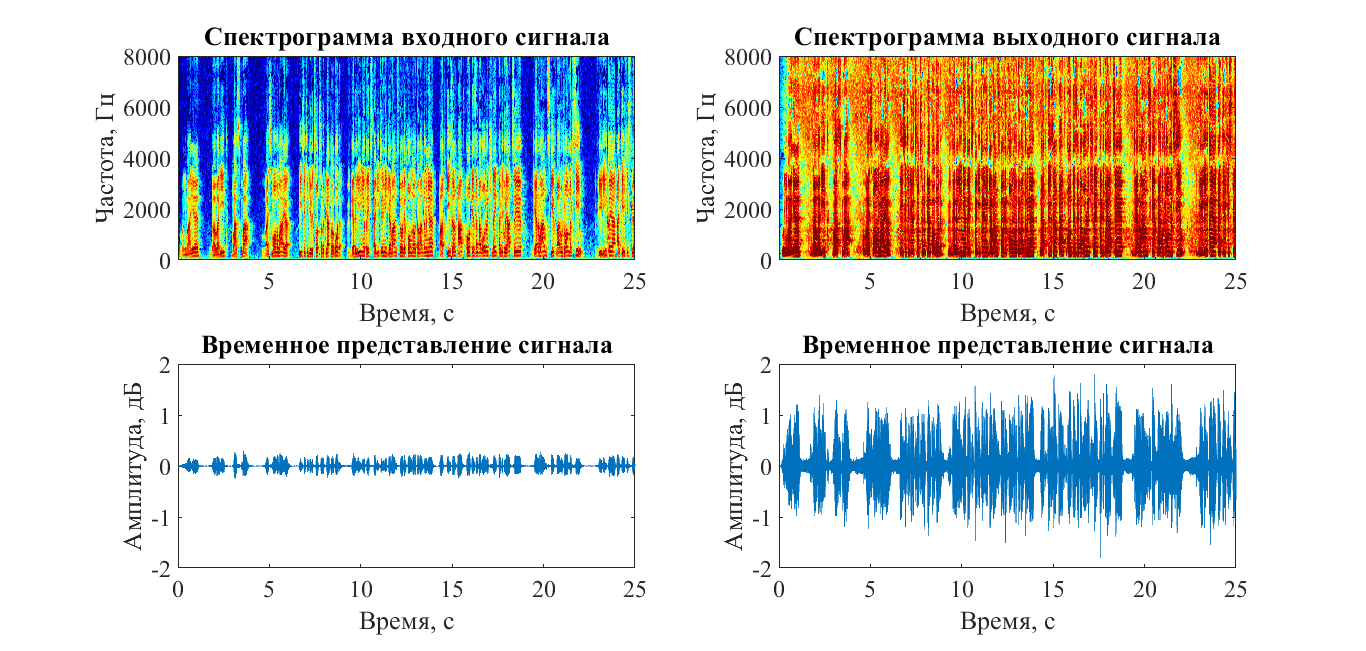 Спектрограмма входного сигнала
8000
6000
4000
2000
0
Частота, Гц
5 10 15 20 25
Время, с
Спектрограмма выходного сигнала
8000
6000
4000
2000
0
Частота, Гц
5 10 15 20 25
Время, с
Временное представление сигнала
2
1
0
-1
-2
Амплитуда, дБ
0 5 10 15 20 25
Время, с
Временное представление сигнала
2
1
0
-1
-2
Амплитуда, дБ
0 5 10 15 20 25
Время, с